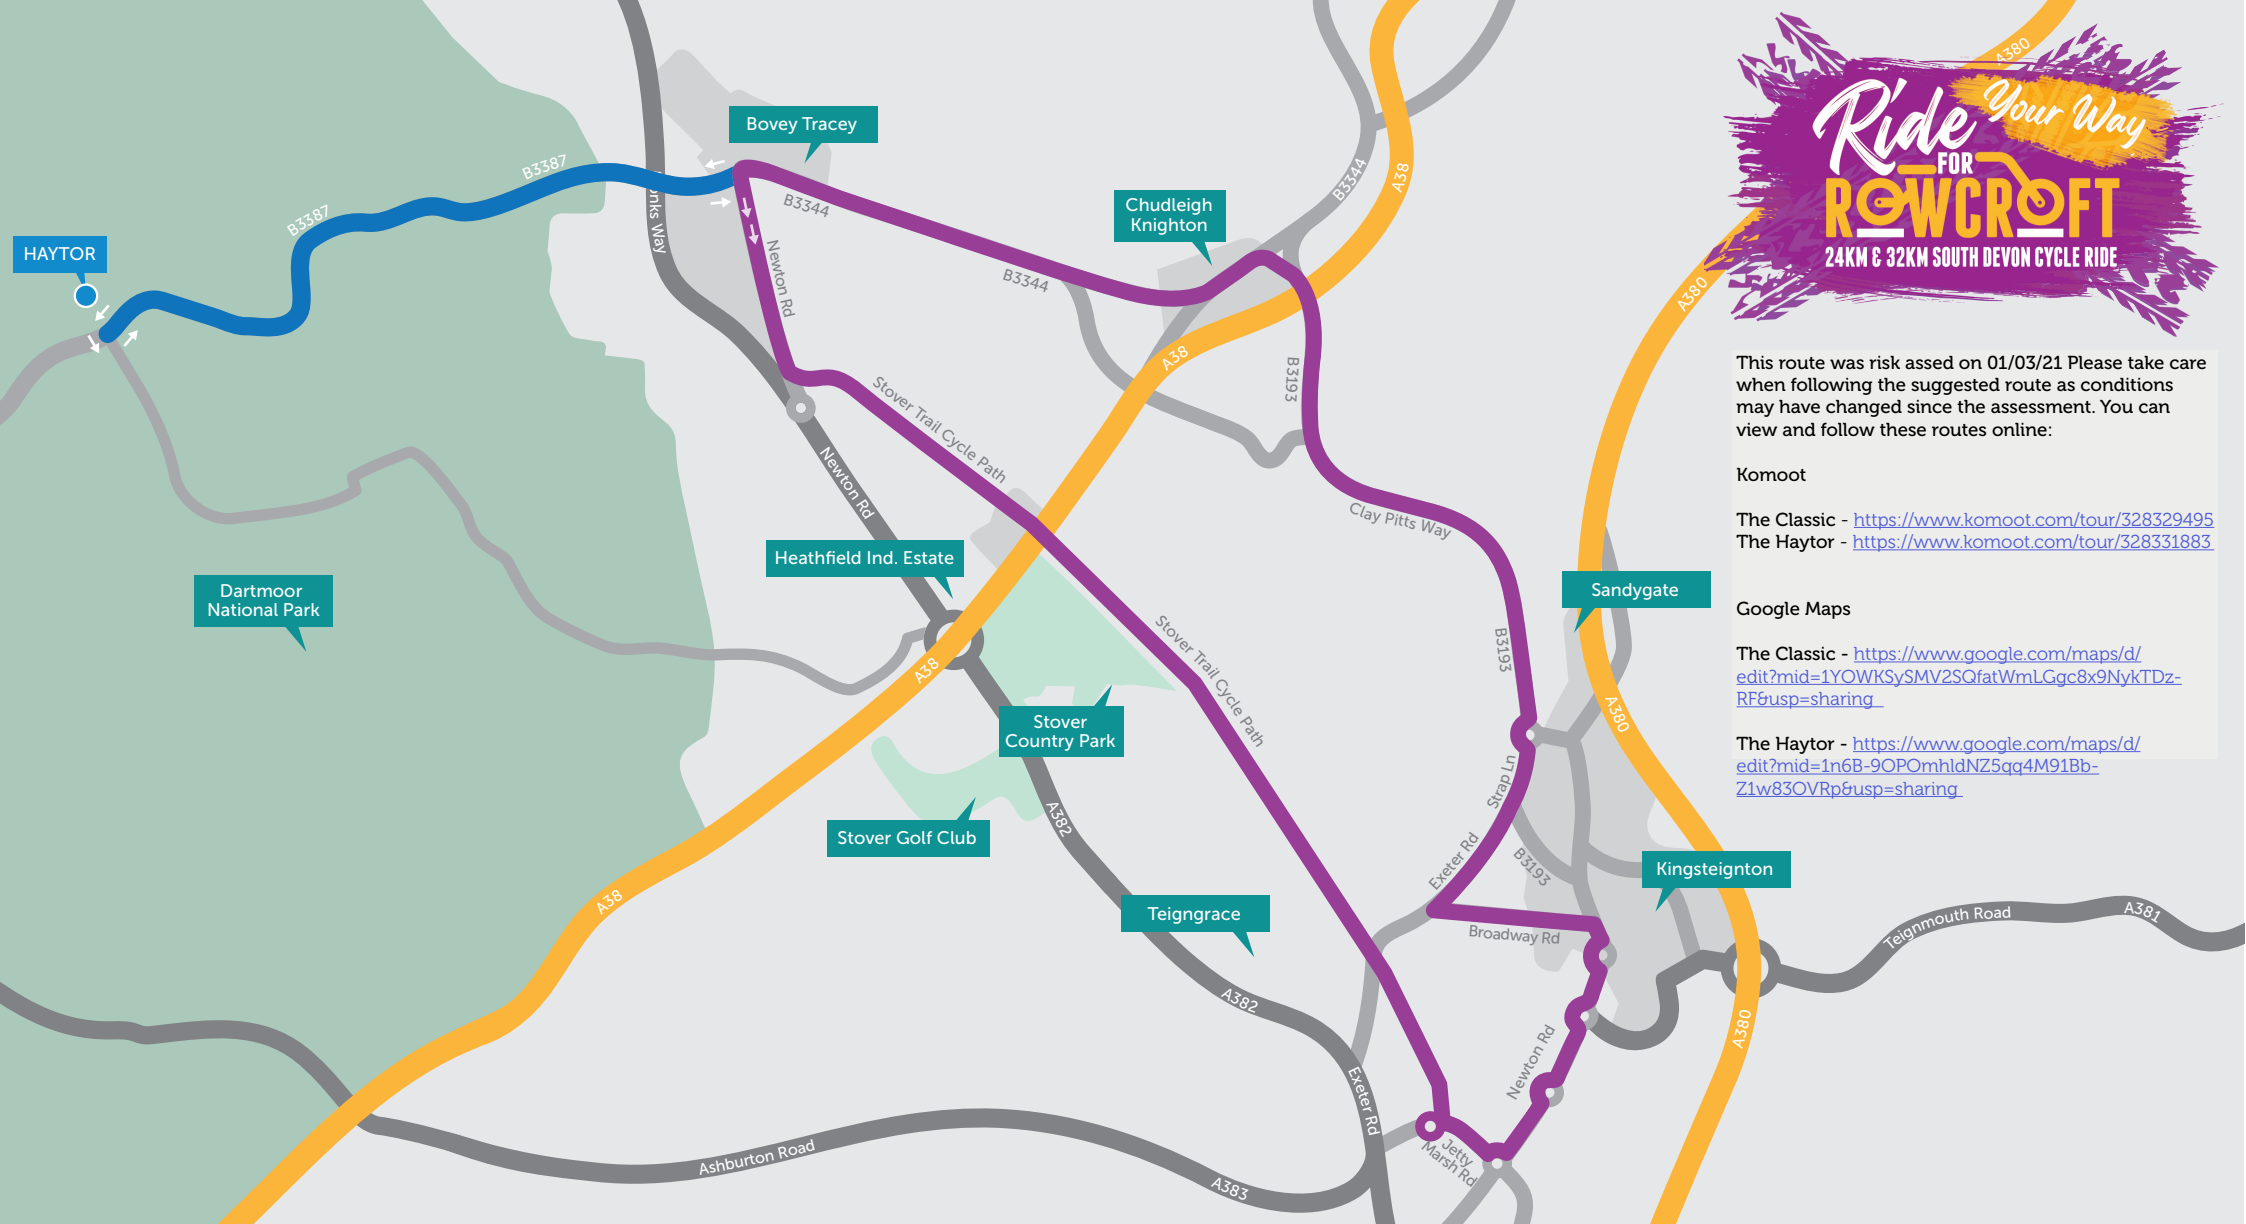 Ride
Your Way
FOR
ROWCROFT
24KM & 32KM SOUTH DEVON CYCLE RIDE
This route was risk assed on 01/03/21 Please take care
when following the suggested route as conditions
may have changed since the assessment. You can
view and follow these routes online:
Komoot
The Classic - https://www.komoot.com/tour/328329495
The Haytor - https://www.komoot.com/tour/328331883
Google Maps
The Classic - https://www.google.com/maps/d/
edit?mid=1YOWKSySMV2SQfatWmLGgc8x9NykTDz-
RF&usp=sharing
The Haytor - https://www.google.com/maps/d/
edit?mid=1n6B-9OPOmhldNZ5qq4M91Bb-
Z1w83OVRp&usp=sharing
A380
Bovey Tracey
B3387
B3387
HAYTOR
B3344
Newton Rd
Way
Chudleigh
Knighton
B3344
A38
B3344
A380
A38
B3193
Stover Trail Cycle Path
Newton Rd
Clay Pitts Way
Heathfield Ind. Estate
Dartmoor
National Park
Sandygate
B3193
Stover Trail Cycle Path
A38
A380
Stover
Country Park
Strap Ln
A382
Stover Golf Club
Exeter Rd
B3193
Kingsteignton
A38
Teigngrace
Broadway Rd
Teignmouth Road
A381
A382
A380
Newton Rd
Exeter Rd
Jetty
Marsh Rd
Ashburton Road
A383